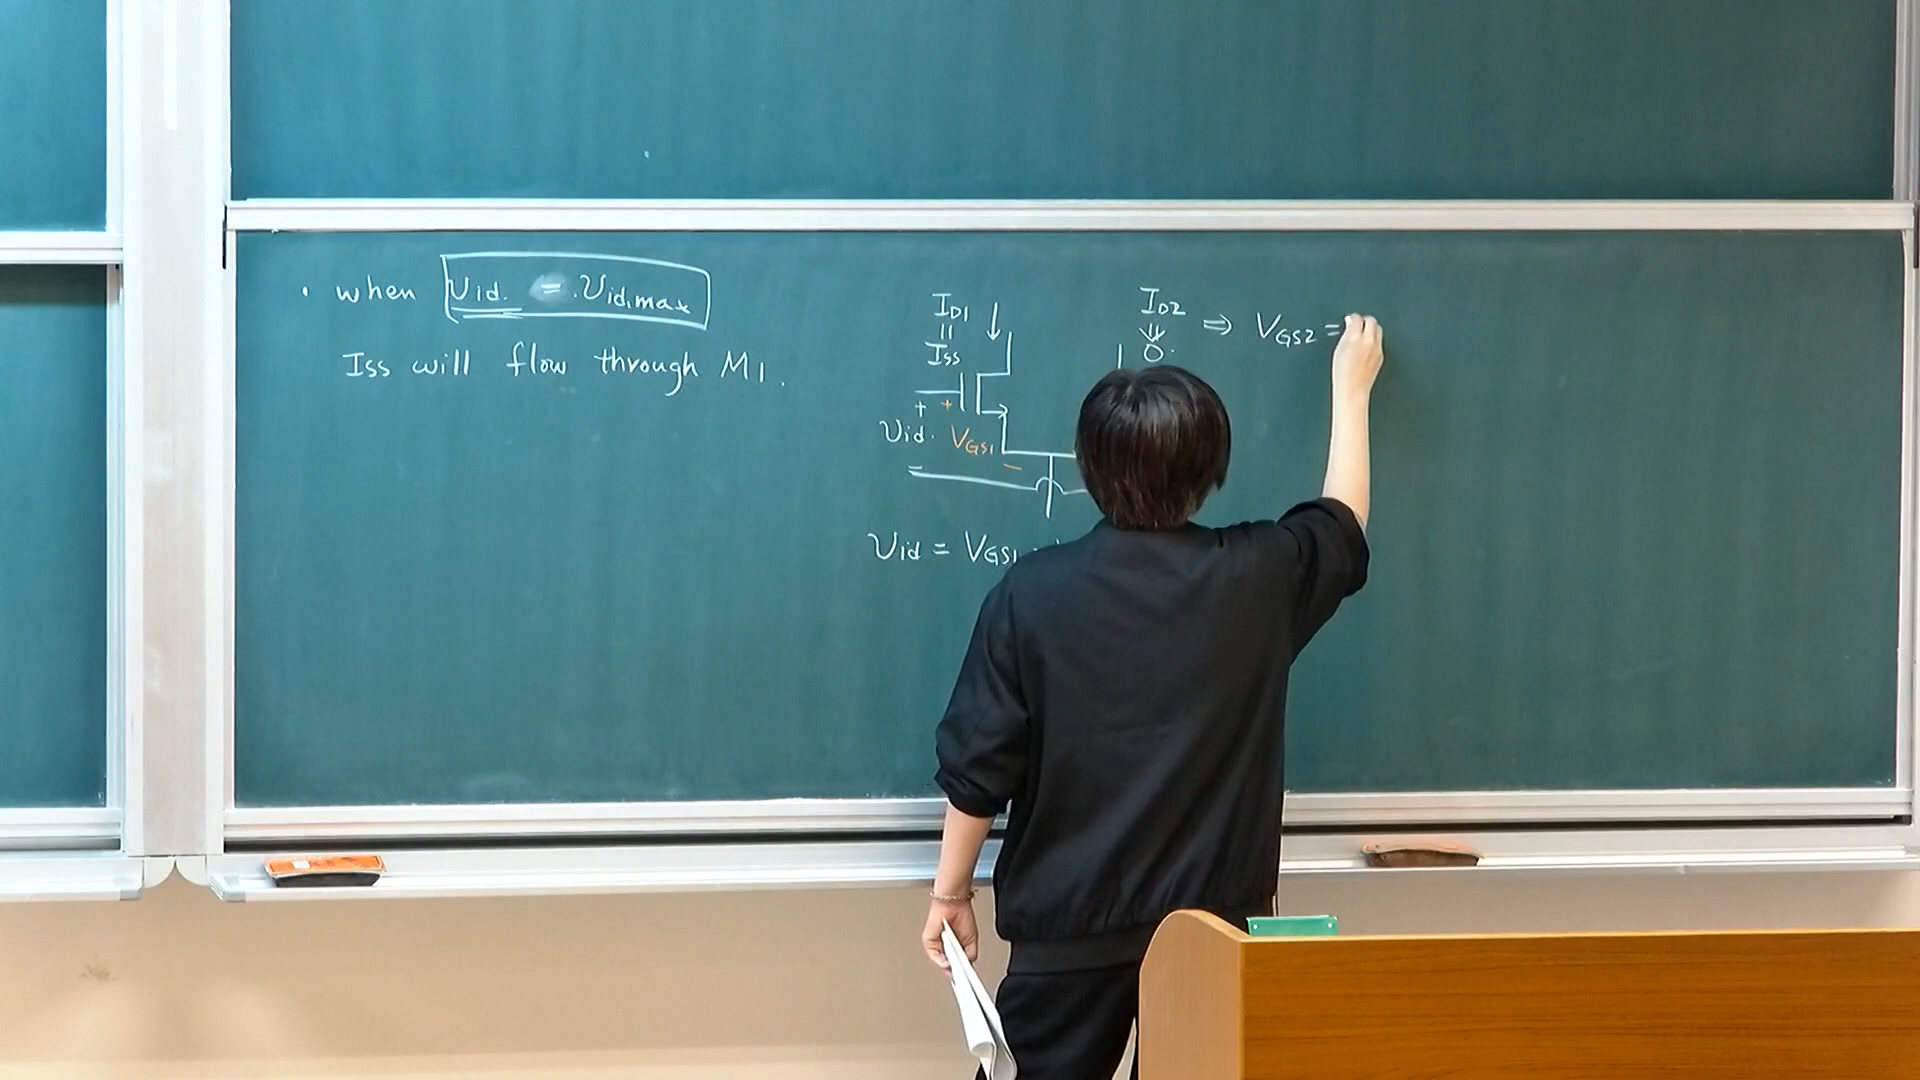 · when Vid. = Vid,max
Iss will flow through M1.
ID1
=
Iss
ID2
=
0.
⇒ VGS2 =
+ +
Vid. VGS1
- -
Vid = VGS1 -